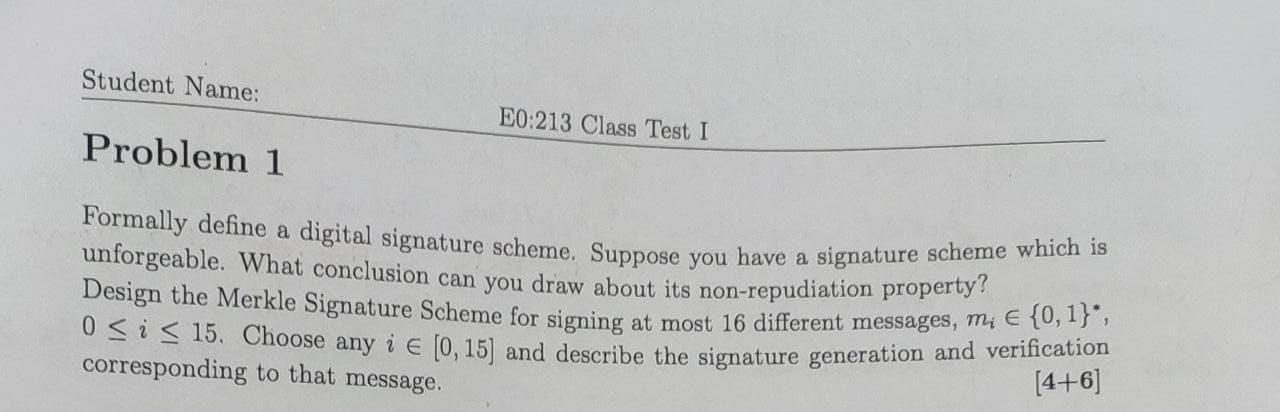 Student Name:
E0:213 Class Test I
Problem 1
Formally define a digital signature scheme. Suppose you have a signature scheme which is
unforgeable. What conclusion can you draw about its non-repudiation property?
Design the Merkle Signature Scheme for signing at most 16 different messages, mᵢ ∈ {0, 1}*,
0 ≤ i ≤ 15. Choose any i ∈ [0, 15] and describe the signature generation and verification
corresponding to that message. [4+6]